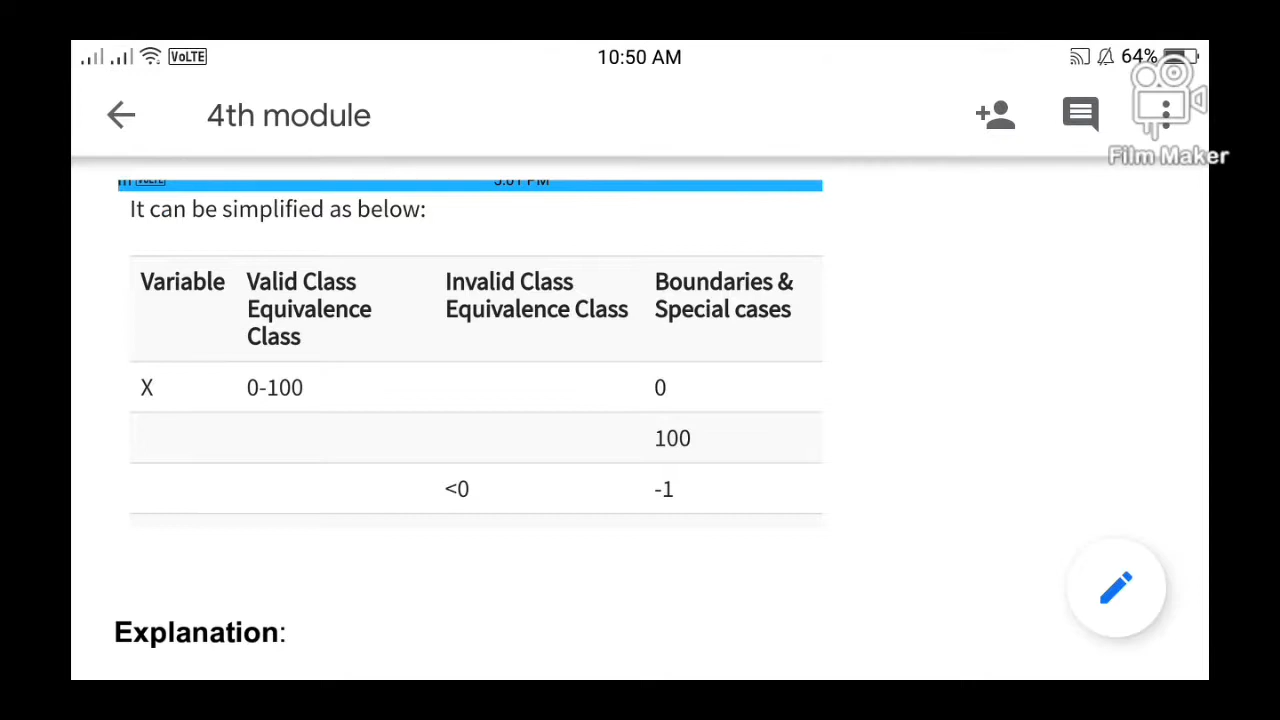 VoLTE 10:50 AM 64%
4th module
Film Maker
It can be simplified as below:
Variable Valid Class Equivalence Class Invalid Class Equivalence Class Boundaries & Special cases
X 0-100 0
100
<0 -1
Explanation: